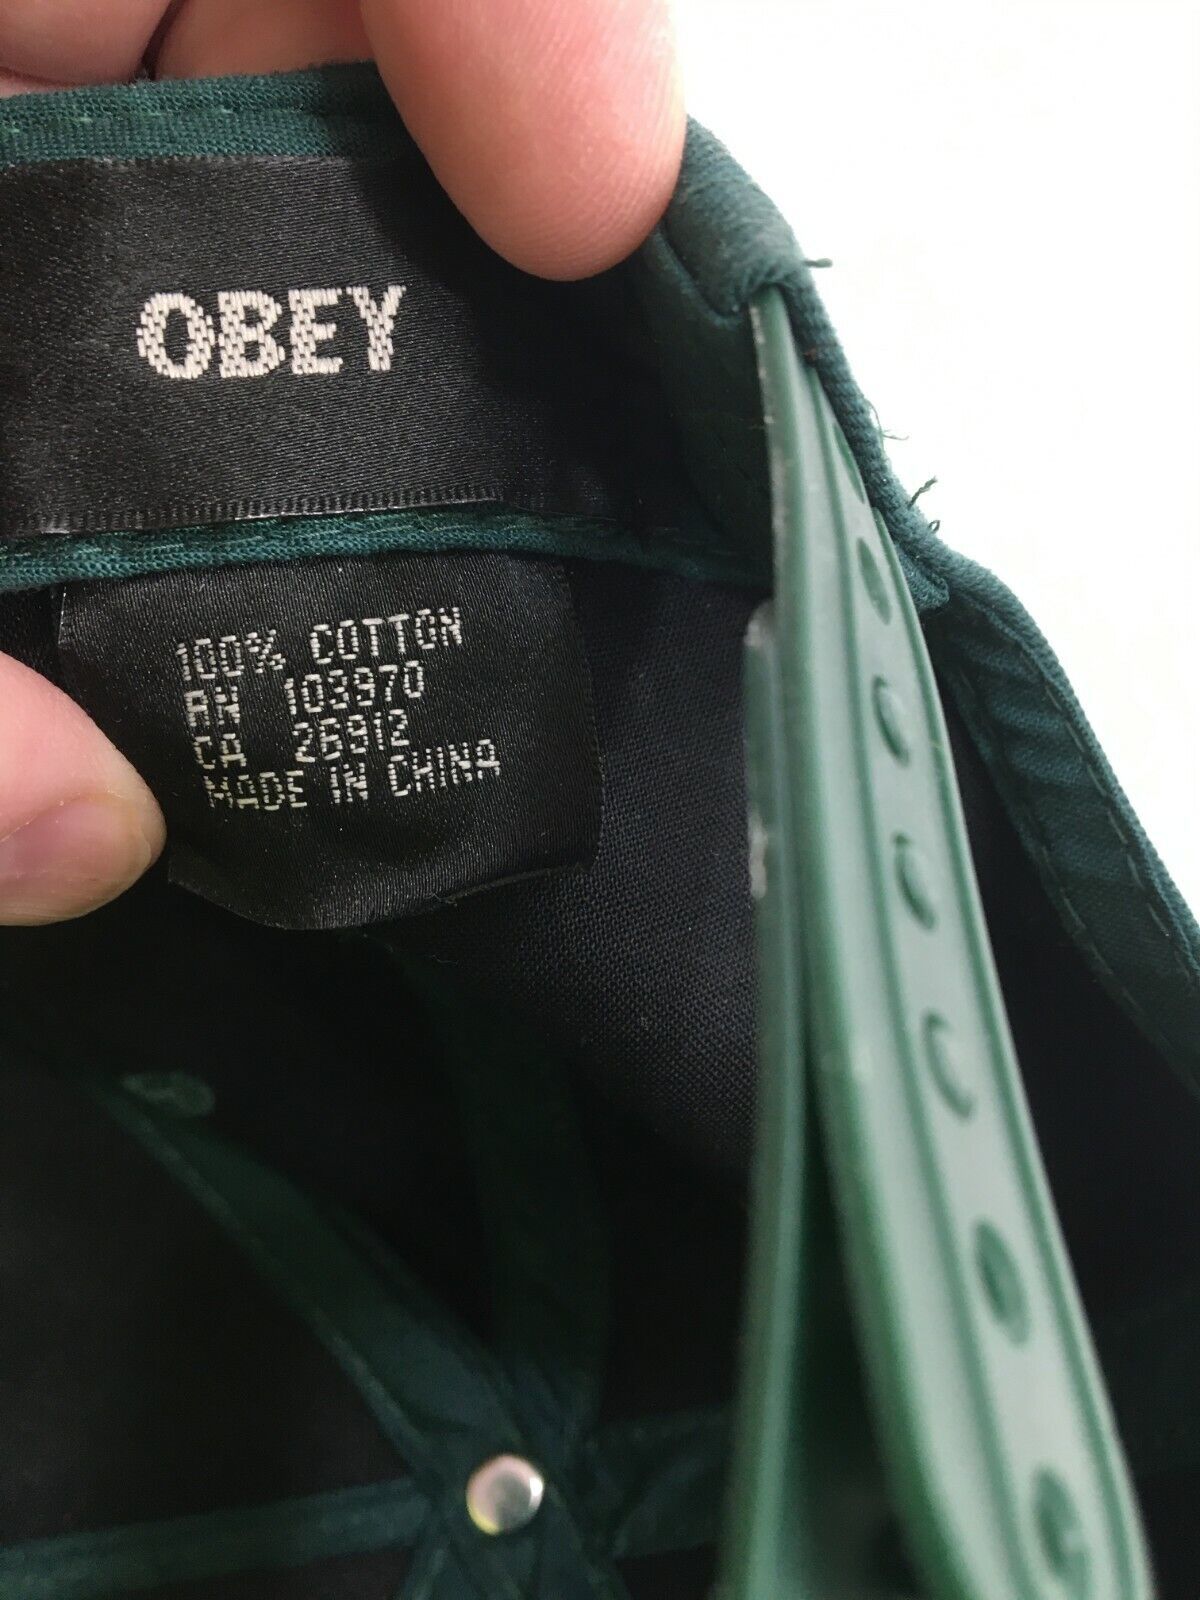 OBEY
100% COTTON
RN 103970
CA 26912
MADE IN CHINA